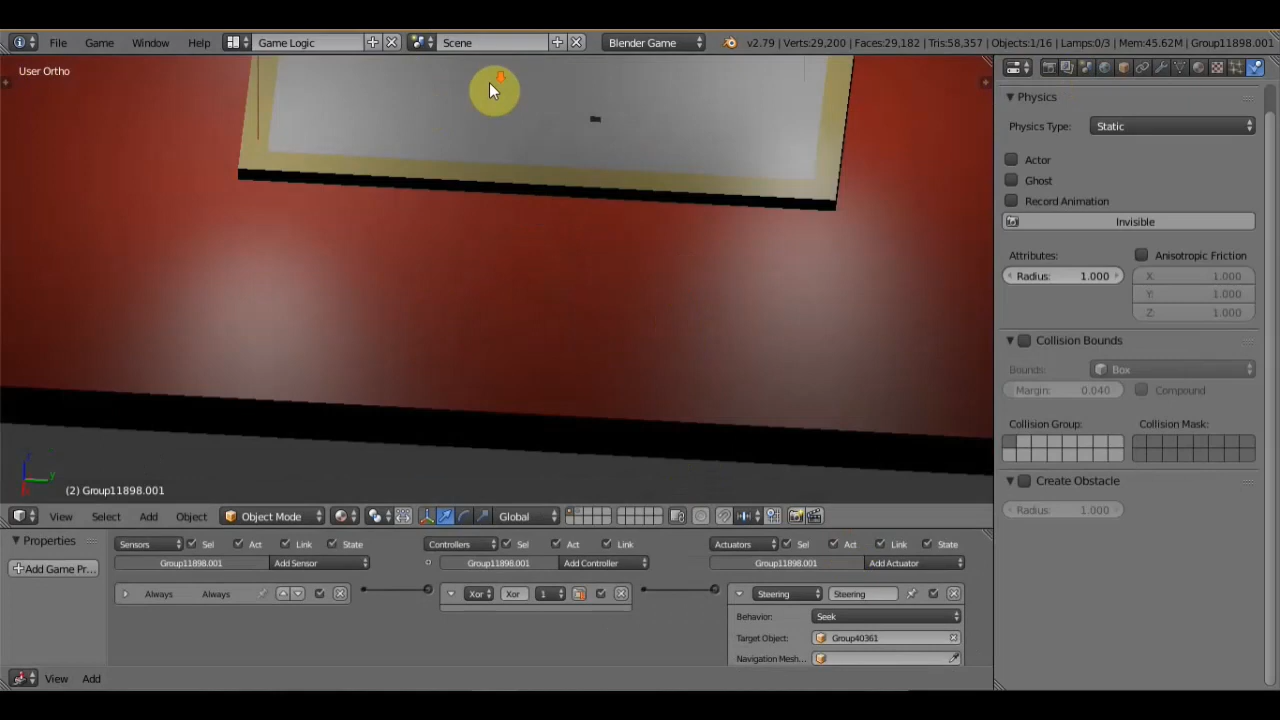 File Game Window Help Game Logic Scene Blender Game v2.79 | Verts:29,200 | Faces:29,182 | Tris:58,357 | Objects:1/16 | Lamps:0/3 | Mem:45.62M | Group11898.001
User Ortho
Physics
Physics Type: Static
Actor
Ghost
Record Animation
Invisible
Attributes: Anisotropic Friction
Radius: 1.000 X: 1.000
Y: 1.000
Z: 1.000
Collision Bounds
Bounds: Box
Margin: 0.040 Compound
Collision Group: Collision Mask:
Create Obstacle
Radius: 1.000
z
y
(2) Group11898.001
View Select Add Object Object Mode Global
Properties Sensors Sel Act Link State Controllers Sel Act Link Actuators Sel Act Link State
Add Game Pr... Group11898.001 Add Sensor Group11898.001 Add Controller Group11898.001 Add Actuator
Always Always Xor Xor 1 Steering Steering
Behavior: Seek
Target Object: Group40361
Navigation Mesh...
View Add